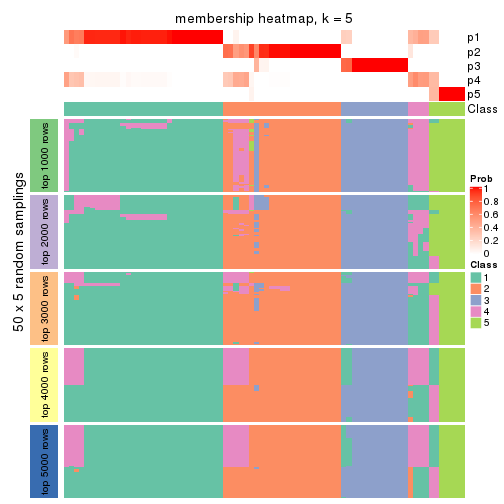 membership heatmap, k = 5
p1
p2
p3
p4
p5
Class
50 x 5 random samplings
top 1000 rows
top 2000 rows
top 3000 rows
top 4000 rows
top 5000 rows
Prob
1
0.8
0.6
0.4
0.2
0
Class
1
2
3
4
5